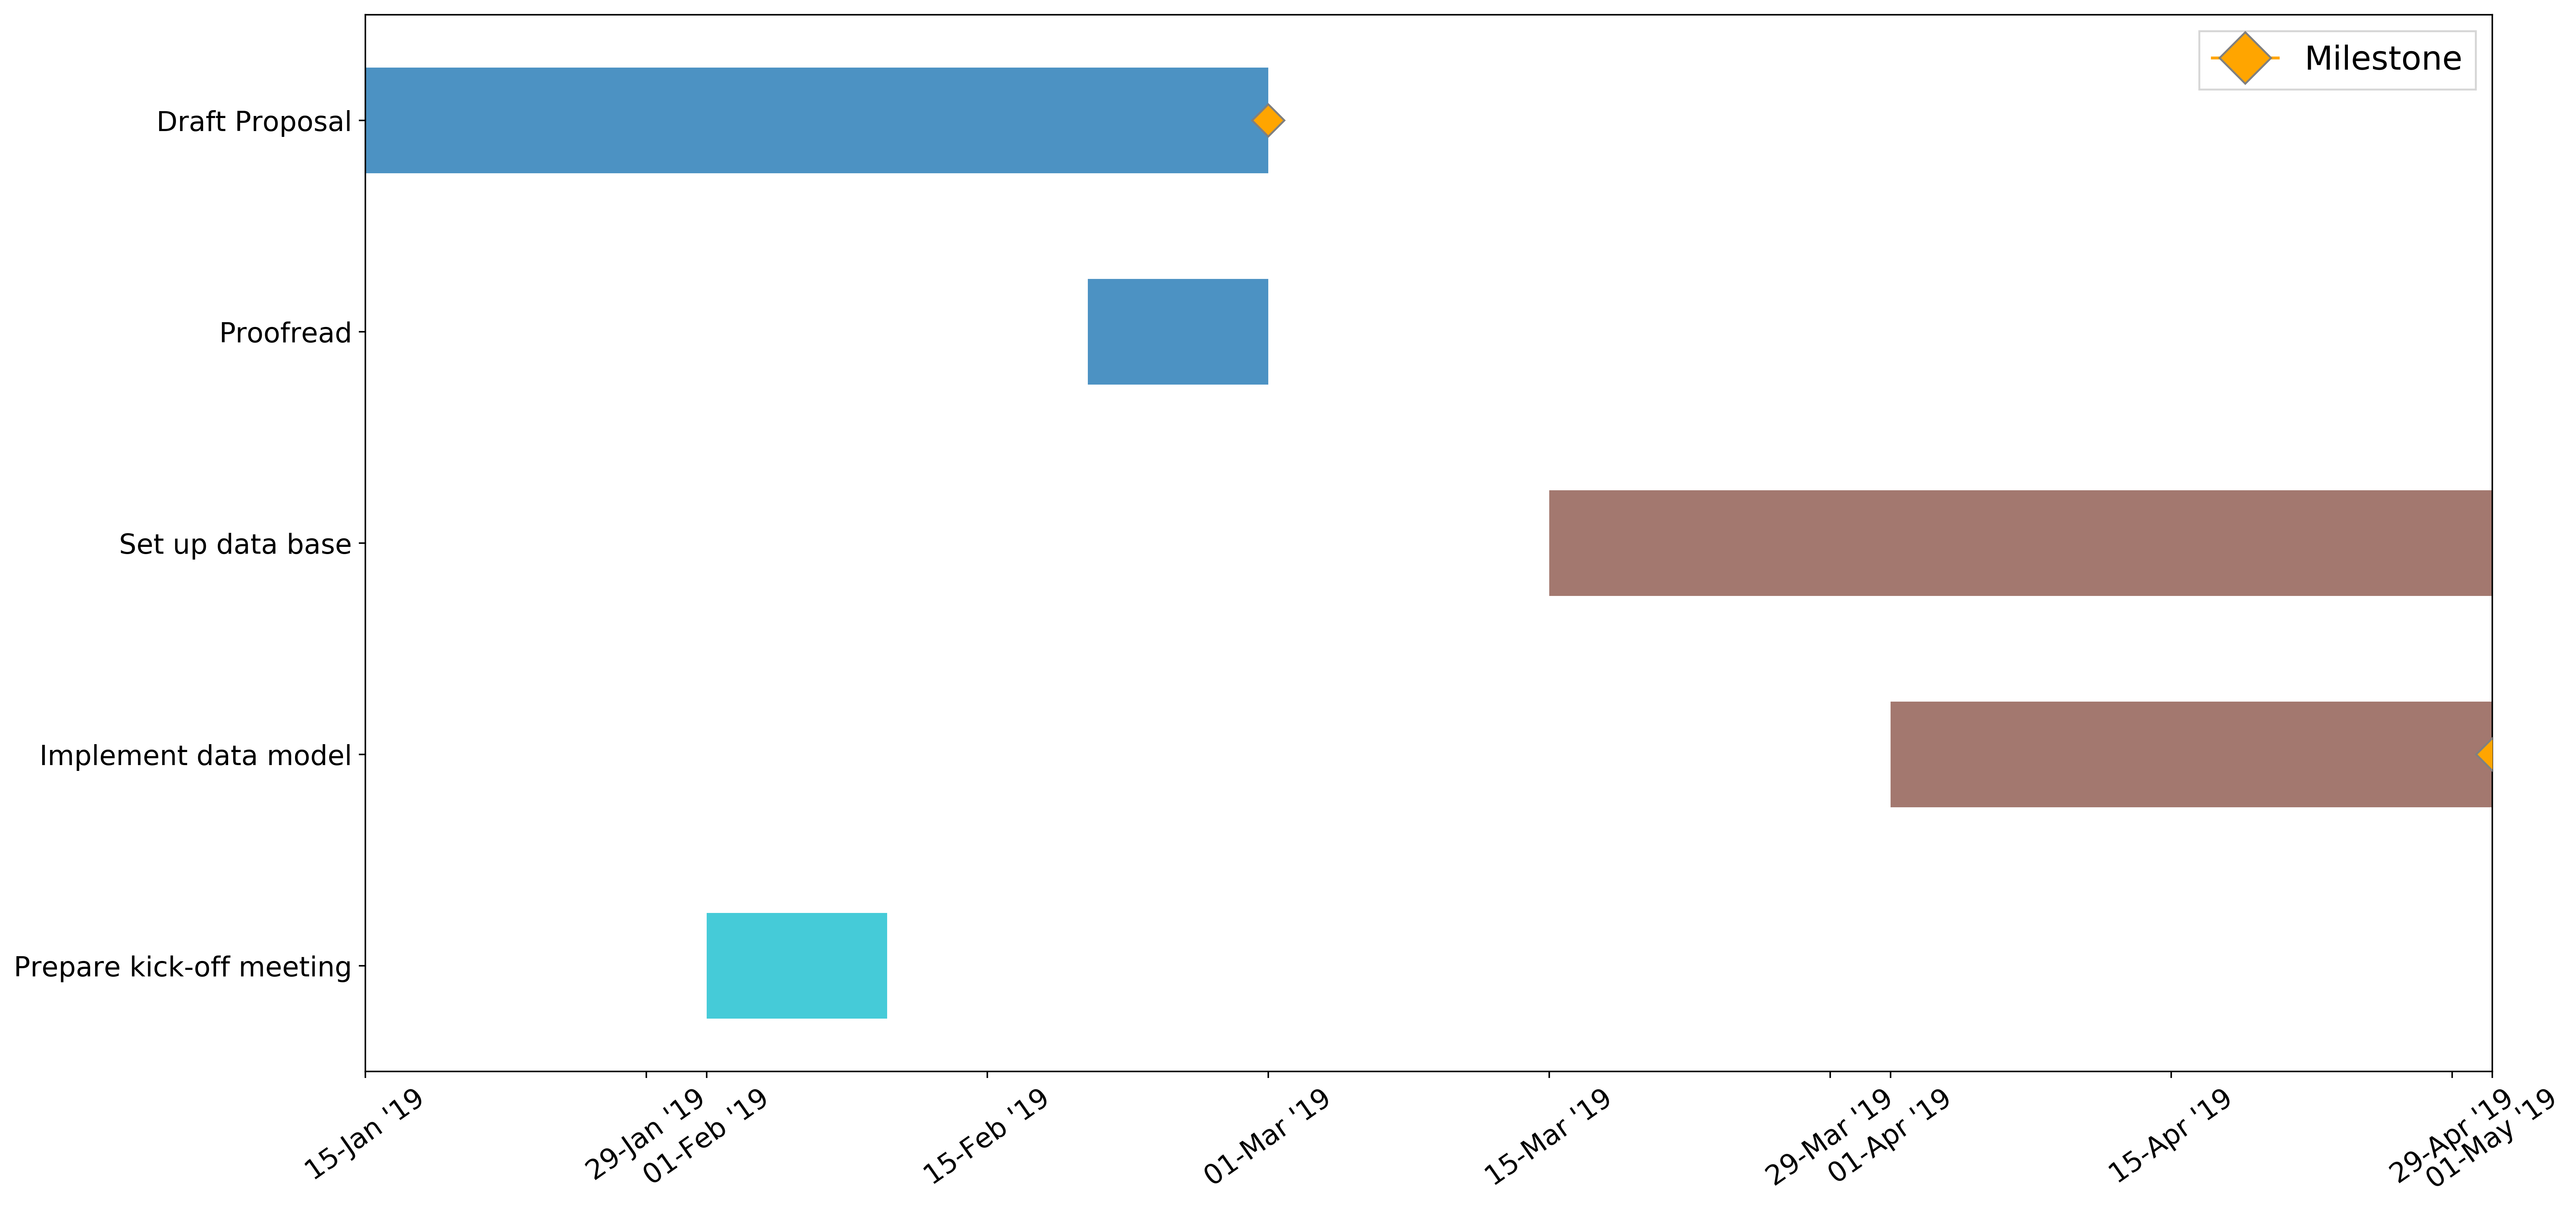 Milestone
Draft Proposal
Proofread
Set up data base
Implement data model
Prepare kick-off meeting
15-Jan '19
29-Jan '19
01-Feb '19
15-Feb '19
01-Mar '19
15-Mar '19
29-Mar '19
01-Apr '19
15-Apr '19
29-Apr '19
01-May '19